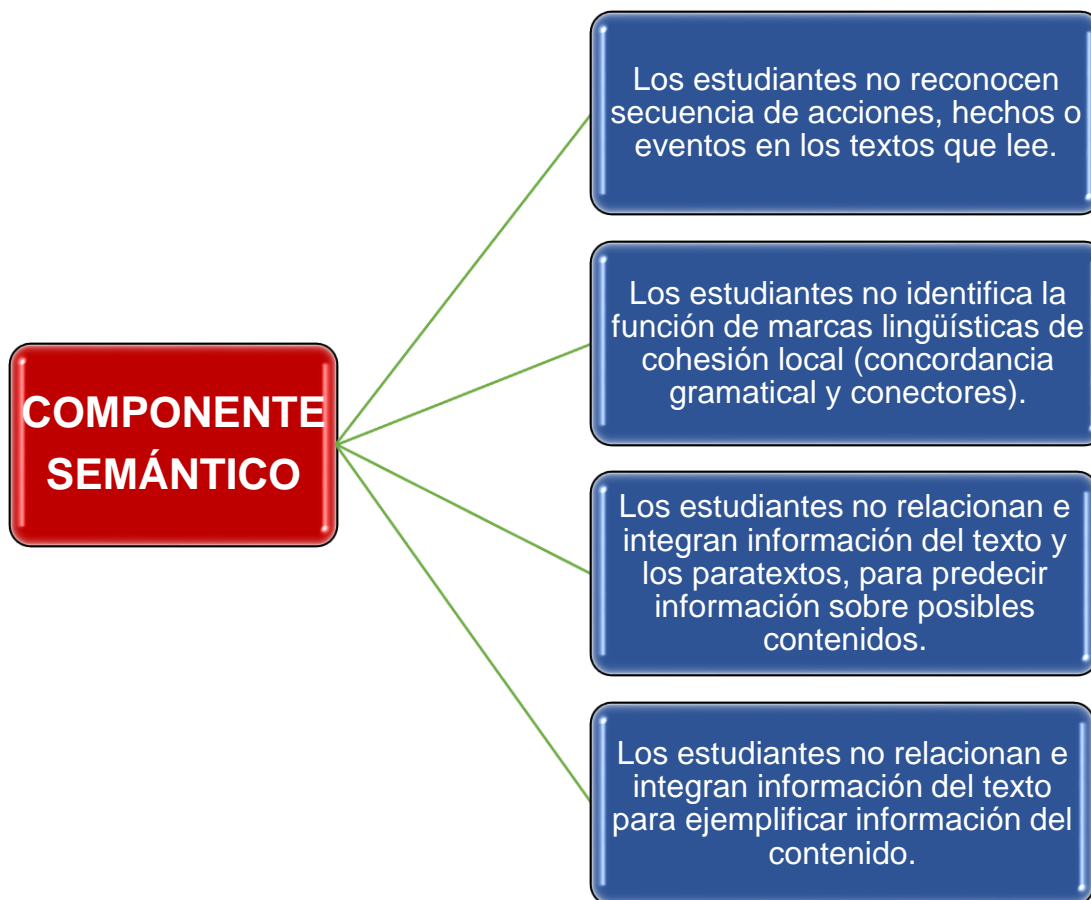 Los estudiantes no reconocen
secuencia de acciones, hechos o
eventos en los textos que lee.
Los estudiantes no identifica la
función de marcas lingüísticas de
cohesión local (concordancia
gramatical y conectores).
COMPONENTE
SEMÁNTICO
Los estudiantes no relacionan e
integran información del texto y
los paratextos, para predecir
información sobre posibles
contenidos.
Los estudiantes no relacionan e
integran información del texto
para ejemplificar información del
contenido.